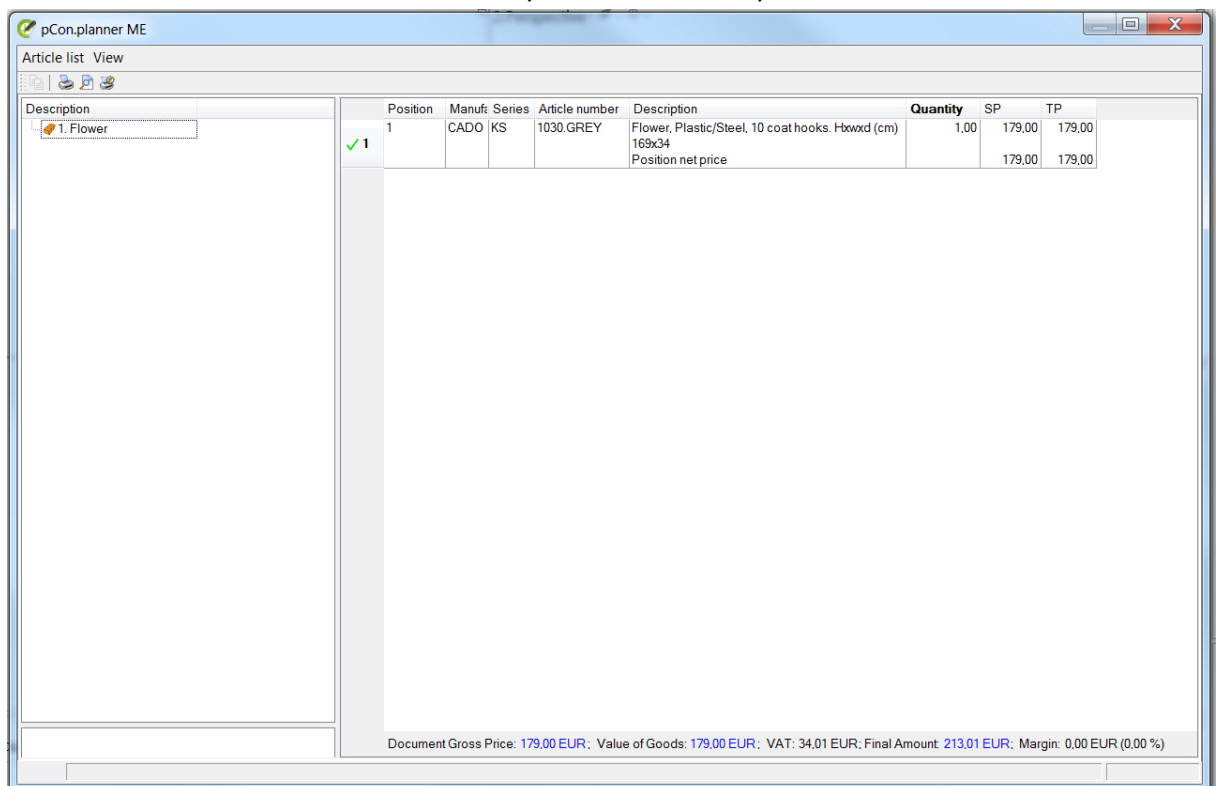 pCon.planner ME
Article list View
Description
1. Flower
Position Manufa Series Article number Description Quantity SP TP
1 CADO KS 1030.GREY Flower, Plastic/Steel, 10 coat hooks. Hxwxd (cm) 1,00 179,00 179,00
1
169x34
Position net price 179,00 179,00
Document Gross Price: 179,00 EUR; Value of Goods: 179,00 EUR; VAT: 34,01 EUR; Final Amount: 213,01 EUR; Margin: 0,00 EUR (0,00 %)